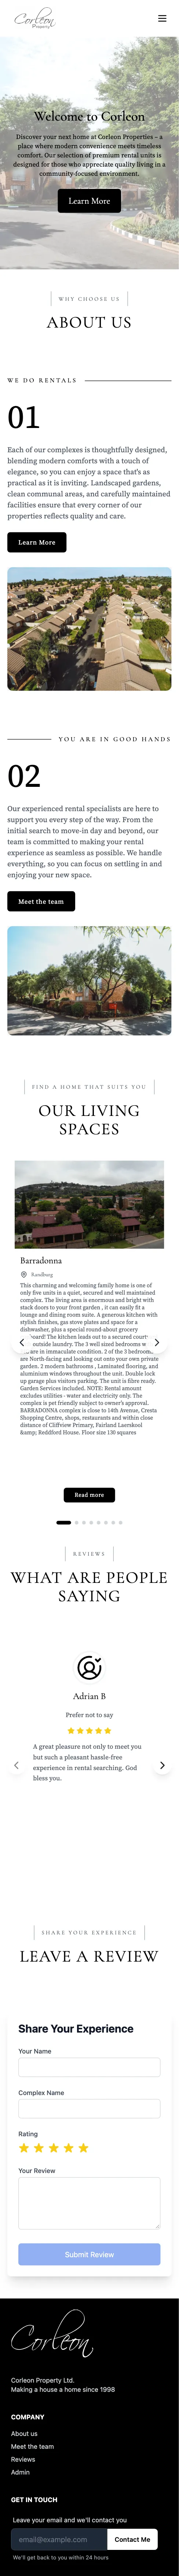 Corleon
Property
Welcome to Corleon
Discover your next home at Corleon Properties – a
place where modern convenience meets timeless
comfort. Our selection of premium rental units is
designed for those who appreciate quality living in a
community-focused environment.
Learn More
WHY CHOOSE US
ABOUT US
WE DO RENTALS
01
Each of our complexes is thoughtfully designed,
blending modern comforts with a touch of
elegance, so you can enjoy a space that's as
practical as it is inviting. Landscaped gardens,
clean communal areas, and carefully maintained
facilities ensure that every corner of our
properties reflects quality and care.
Learn More
YOU ARE IN GOOD HANDS
02
Our experienced rental specialists are here to
support you every step of the way. From the
initial search to move-in day and beyond, our
team is committed to making your rental
experience as seamless as possible. We handle
everything, so you can focus on settling in and
enjoying your new space.
Meet the team
FIND A HOME THAT SUITS YOU
OUR LIVING
SPACES
Barradonna
Randburg
This charming and welcoming family home is one of
only five units in a quiet, secured and well maintained
complex. The living area is enormous and bright with
stack doors to your front garden , it can easily fit a
lounge and dining room suite. A generous kitchen with
stylish finishes, gas stove plates and space for a
dishwasher, plus a special round-about grocery
cupboard! The kitchen leads out to a secured courtyard
and outside laundry. The 3 well sized bedrooms with
are in immaculate condition. 2 of the 3 bedrooms
are North-facing and looking out onto your own private
garden. 2 modern bathrooms , Laminated flooring, and
aluminium windows throughout the unit. Double lock
up garage plus visitors parking. The unit is fibre ready.
Garden Services included. NOTE: Rental amount
excludes utilities - water and electricity only. The
complex is pet friendly subject to owner's approval.
BARRADONNA complex is close to 14th avenue, Cresta
Shopping Centre, shops, restaurants and within close
distance of Cliffview Primary, Fairland Laerskool
&amp; Reddford House. Floor size 130 squares
Read more
REVIEWS
WHAT ARE PEOPLE
SAYING
Adrian B
Prefer not to say
A great pleasure not only to meet you
but such a pleasant hassle-free
experience in rental searching. God
bless you.
SHARE YOUR EXPERIENCE
LEAVE A REVIEW
Share Your Experience
Your Name
Complex Name
Rating
Your Review
Submit Review
Corleon
Corleon Property Ltd.
Making a house a home since 1998
COMPANY
About us
Meet the team
Reviews
Admin
GET IN TOUCH
Leave your email and we'll contact you
email@example.com
Contact Me
We'll get back to you within 24 hours